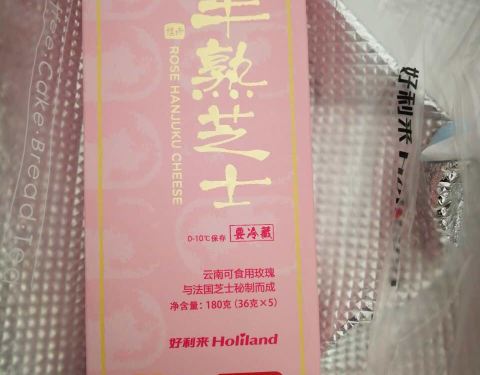 半熟芝士
ROSE HANJUKU CHEESE
0-10℃保存 要冷藏
云南可食用玫瑰
与法国芝士秘制而成
净含量：180克（36克×5）
好利来 Holiland
好利来 Holi
ffee·Cake·Bread·Tea